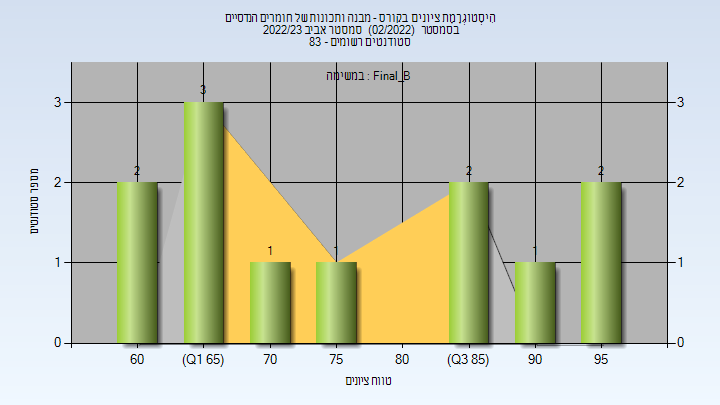 היסטוגרמת ציונים בקורס - מבנה ותכונות של חומרים הנדסיים
בסמסטר (02/2022) סמסטר אביב 2022/23
סטודנטים רשומים - 83
במשימה : Final_B
3 3
2 2
1 1
0 0
2 3 1 1 2 1 2
מספר סטודנטים
60 (Q1 65) 70 75 80 (Q3 85) 90 95
טווח ציונים